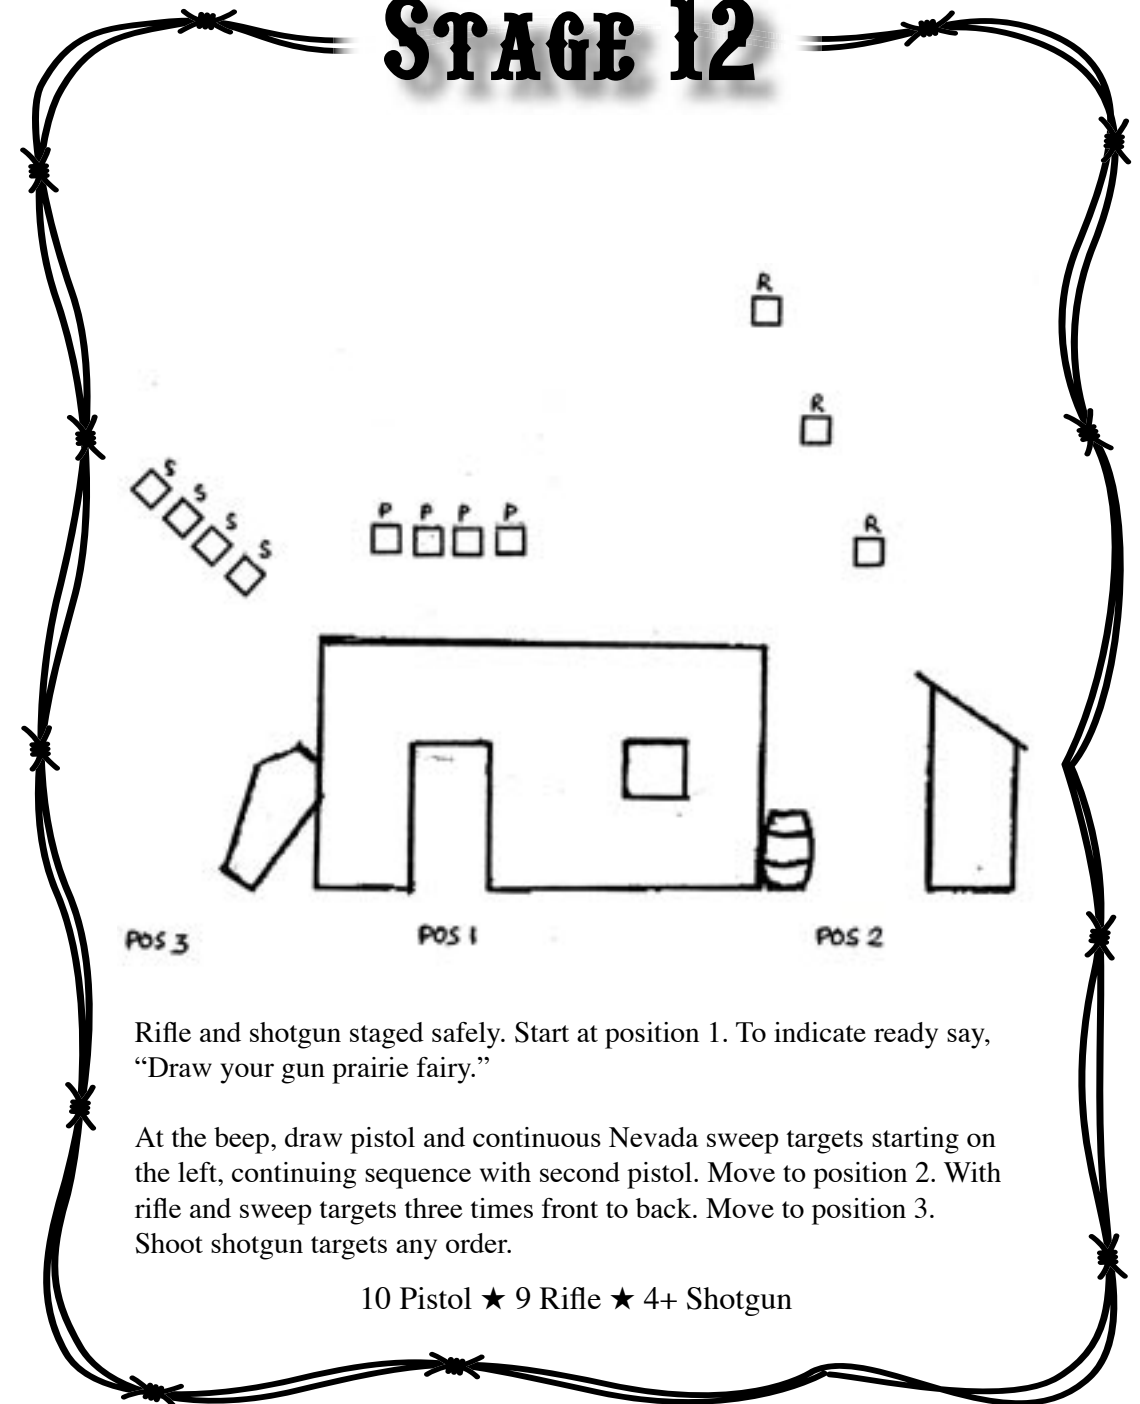 STAGE 12
R
R
S
S
S
S
P P P P
R
POS 3 POS 1 POS 2
Rifle and shotgun staged safely. Start at position 1. To indicate ready say,
“Draw your gun prairie fairy.”
At the beep, draw pistol and continuous Nevada sweep targets starting on
the left, continuing sequence with second pistol. Move to position 2. With
rifle and sweep targets three times front to back. Move to position 3.
Shoot shotgun targets any order.
10 Pistol ★ 9 Rifle ★ 4+ Shotgun